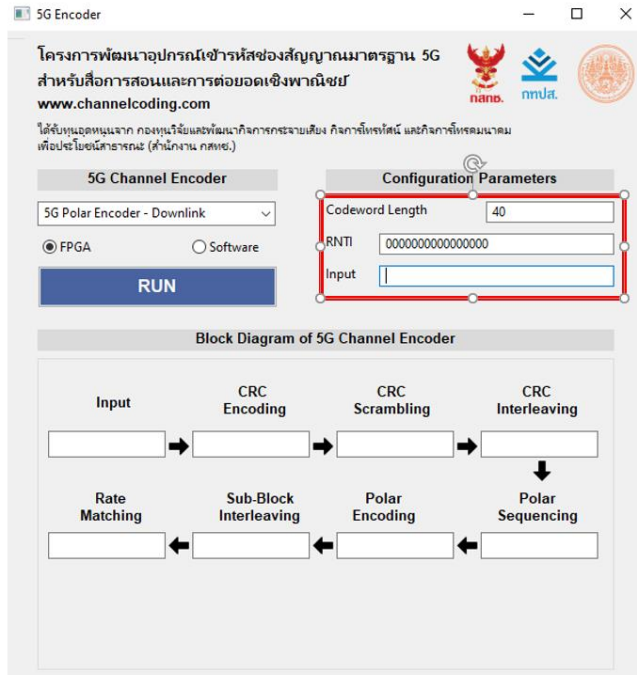 5G Encoder
โครงการพัฒนาอุปกรณ์เข้ารหัสช่องสัญญาณมาตรฐาน 5G
สำหรับสื่อการสอนและการต่อยอดเชิงพาณิชย์
www.channelcoding.com
กสทช.
กทปส.
ได้รับทุนอุดหนุนจาก กองทุนวิจัยและพัฒนากิจการกระจายเสียง กิจการโทรทัศน์ และกิจการโทรคมนาคม
เพื่อประโยชน์สาธารณะ (สำนักงาน กสทช.)
5G Channel Encoder
5G Polar Encoder - Downlink
FPGA
Software
RUN
Configuration Parameters
Codeword Length
40
RNTI
0000000000000000
Input
Block Diagram of 5G Channel Encoder
Input
CRC
Encoding
CRC
Scrambling
CRC
Interleaving
Rate
Matching
Sub-Block
Interleaving
Polar
Encoding
Polar
Sequencing